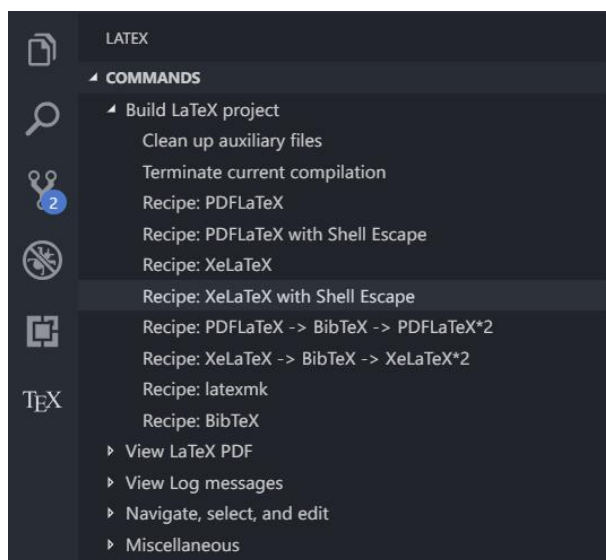 LATEX
COMMANDS
Build LaTeX project
Clean up auxiliary files
Terminate current compilation
2
Recipe: PDFLaTeX
Recipe: PDFLaTeX with Shell Escape
Recipe: XeLaTeX
Recipe: XeLaTeX with Shell Escape
Recipe: PDFLaTeX -> BibTeX -> PDFLaTeX*2
Recipe: XeLaTeX -> BibTeX -> XeLaTeX*2
TEX
Recipe: latexmk
Recipe: BibTeX
View LaTeX PDF
View Log messages
Navigate, select, and edit
Miscellaneous